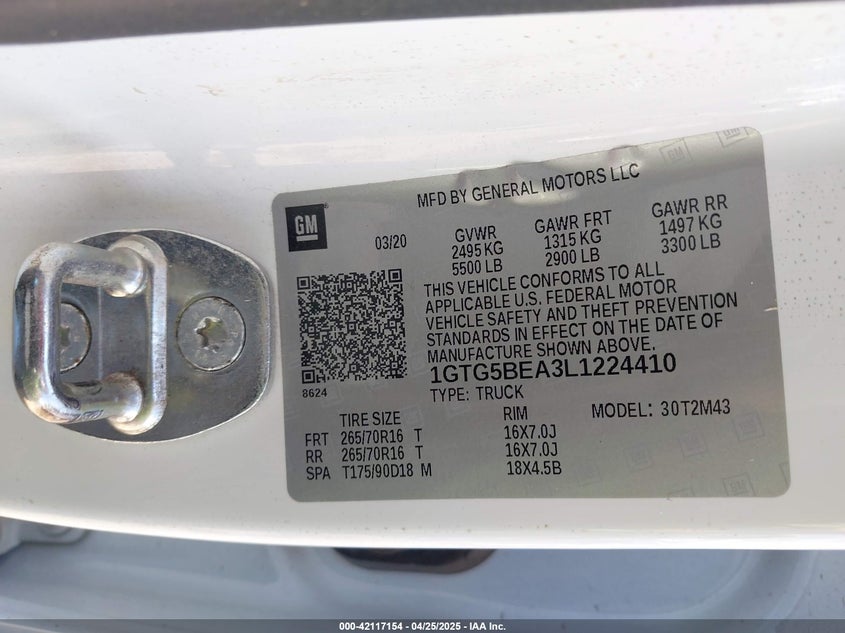 MFD BY GENERAL MOTORS LLC
GM
03/20
GVWR
2495 KG
5500 LB
GAWR FRT
1315 KG
2900 LB
GAWR RR
1497 KG
3300 LB
THIS VEHICLE CONFORMS TO ALL
APPLICABLE U.S. FEDERAL MOTOR
VEHICLE SAFETY AND THEFT PREVENTION
STANDARDS IN EFFECT ON THE DATE OF
MANUFACTURE SHOWN ABOVE.
1GTG5BEA3L1224410
8624
TYPE: TRUCK
MODEL: 30T2M43
TIRE SIZE RIM
FRT 265/70R16 T 16X7.0J
RR 265/70R16 T 16X7.0J
SPA T175/90D18 M 18X4.5B
000-42117154 - 04/25/2025 - IAA Inc.